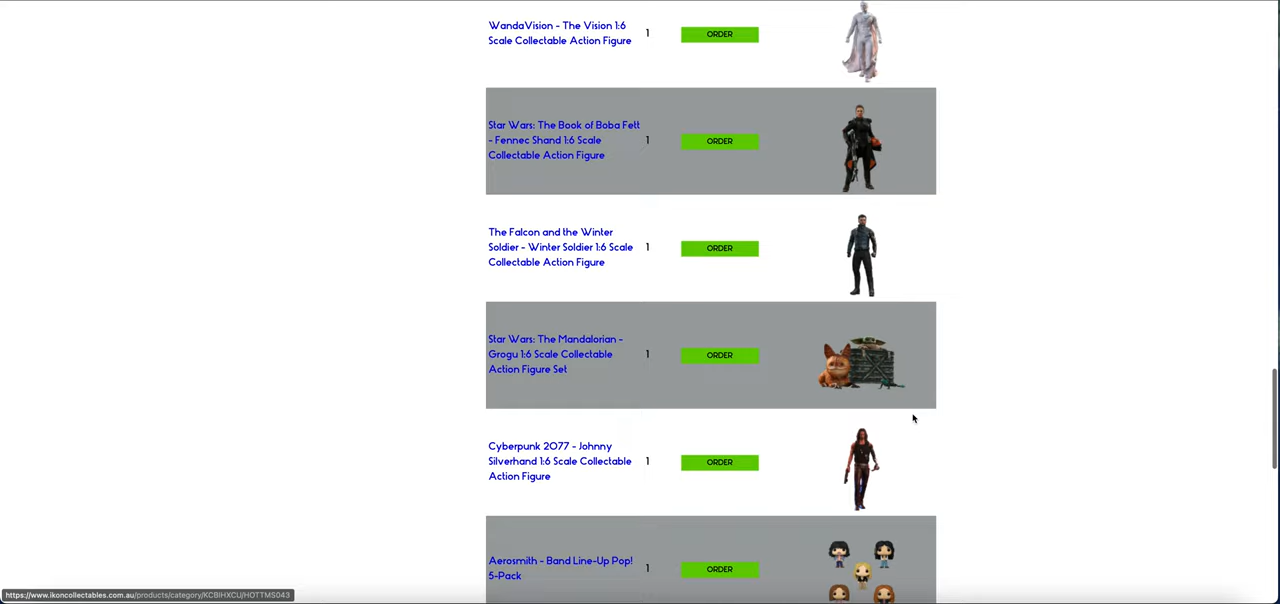 WandaVision - The Vision 1:6
Scale Collectable Action Figure
1
ORDER
Star Wars: The Book of Boba Fett
- Fennec Shand 1:6 Scale
Collectable Action Figure
1
ORDER
The Falcon and the Winter
Soldier - Winter Soldier 1:6 Scale
Collectable Action Figure
1
ORDER
Star Wars: The Mandalorian -
Grogu 1:6 Scale Collectable
Action Figure Set
1
ORDER
Cyberpunk 2077 - Johnny
Silverhand 1:6 Scale Collectable
Action Figure
1
ORDER
Aerosmith - Band Line-Up Pop!
5-Pack
1
ORDER
https://www.ikoncollectables.com.au/products/category/KCBIHXCU/HOTTMS043